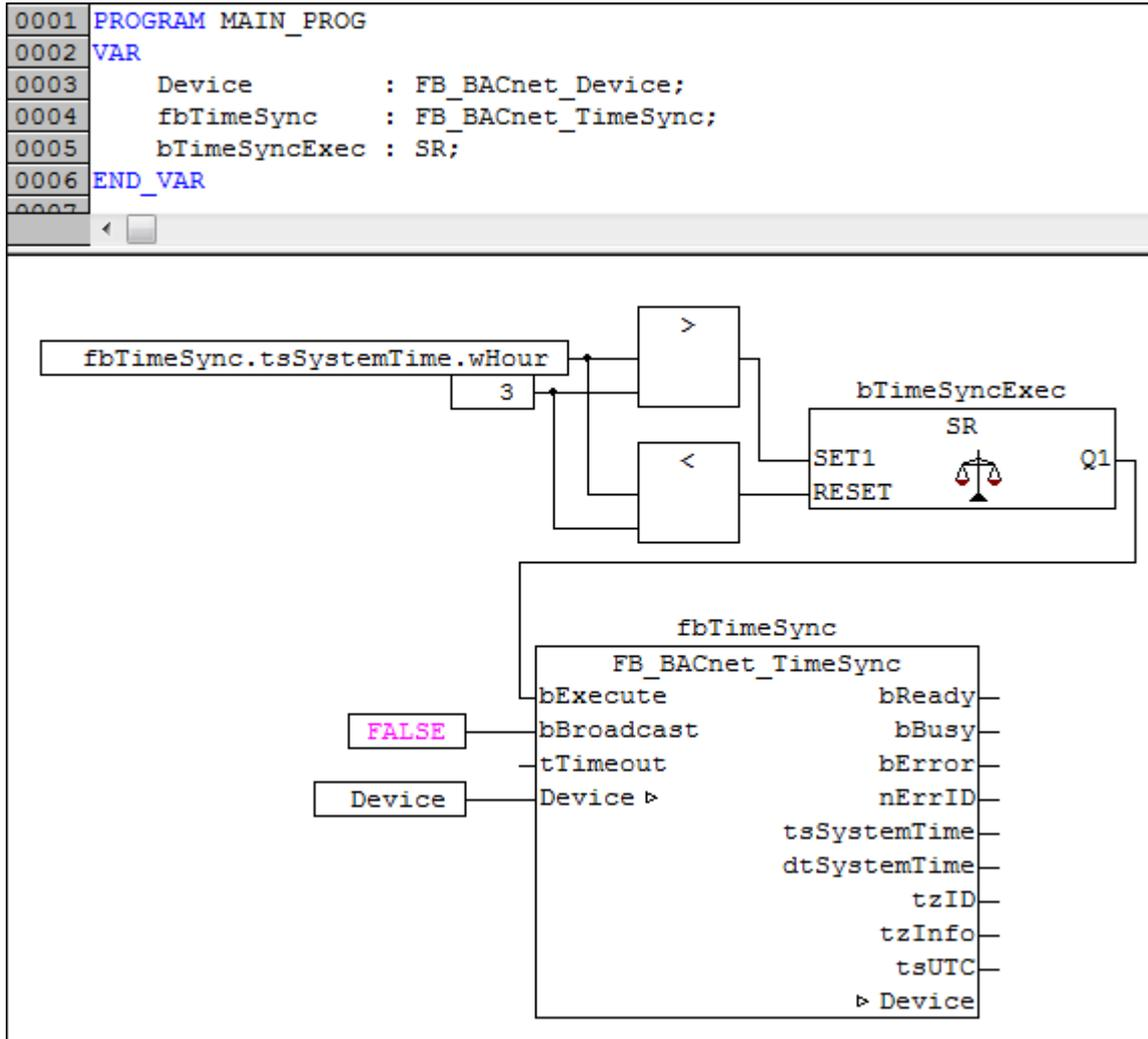 0001 PROGRAM MAIN_PROG
0002 VAR
0003 Device : FB_BACnet_Device;
0004 fbTimeSync : FB_BACnet_TimeSync;
0005 bTimeSyncExec : SR;
0006 END_VAR
0007
>
fbTimeSync.tsSystemTime.wHour
3
bTimeSyncExec
SR
<
SET1 Q1
RESET
fbTimeSync
FB_BACnet_TimeSync
bExecute bReady
FALSE bBroadcast bBusy
tTimeout bError
Device Device nErrID
tsSystemTime
dtSystemTime
tzID
tzInfo
tsUTC
Device